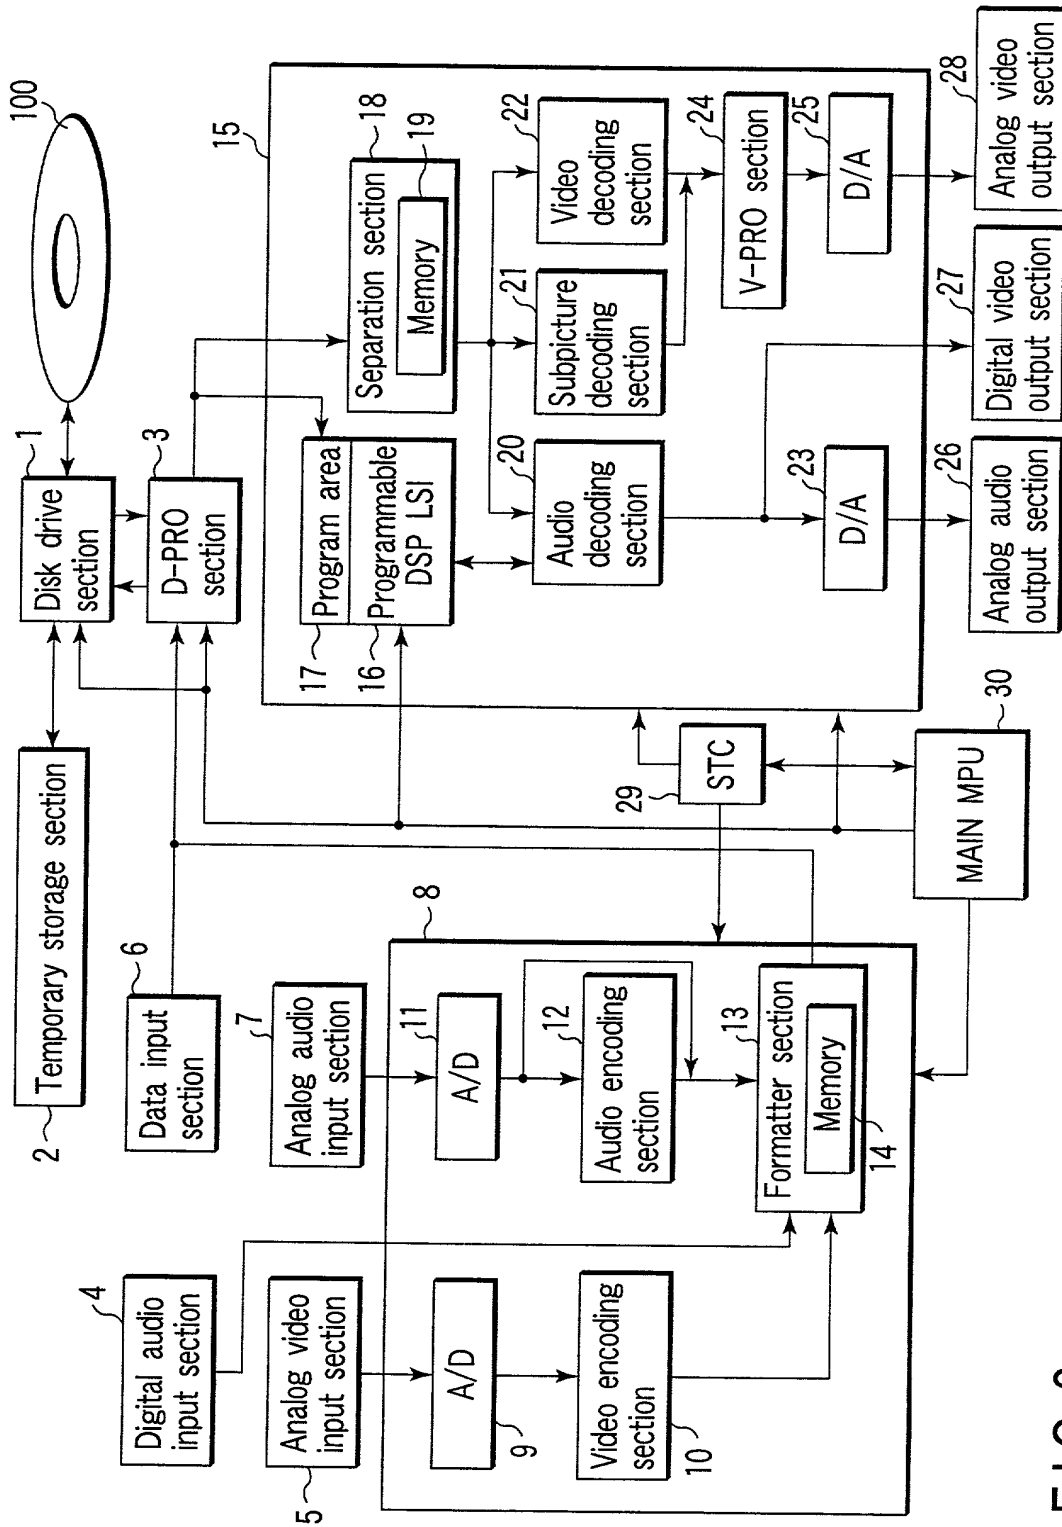 100
1
Disk drive
section
2
Temporary storage section
3
D-PRO
section
6
Data input
section
4
Digital audio
input section
5
Analog video
input section
7
Analog audio
input section
8
9
A/D
10
Video encoding
section
11
A/D
12
Audio encoding
section
13
Formatter section
Memory
14
15
17
Program area
16
Programmable
DSP LSI
18
Separation section
19
Memory
20
Audio
decoding
section
21
Subpicture
decoding
section
22
Video
decoding
section
23
D/A
24
V-PRO section
25
D/A
26
Analog audio
output section
27
Digital video
output section
28
Analog video
output section
29
STC
30
MAIN MPU